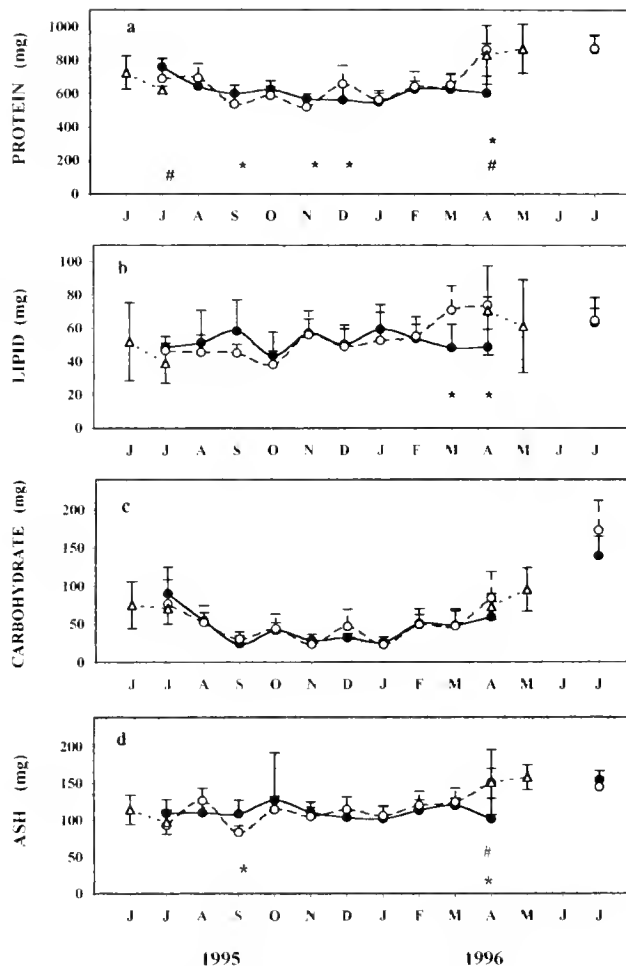 a
PROTEIN (mg)
1000
800
600
400
200
0
# * * * * #
J J A S O N D J F M A M J J
b
LIPID (mg)
100
80
60
40
20
0
* *
J J A S O N D J F M A M J J
c
CARBOHYDRATE (mg)
200
150
100
50
0
J J A S O N D J F M A M J J
d
ASH (mg)
200
150
100
50
0
* # *
J J A S O N D J F M A M J J
1995 1996